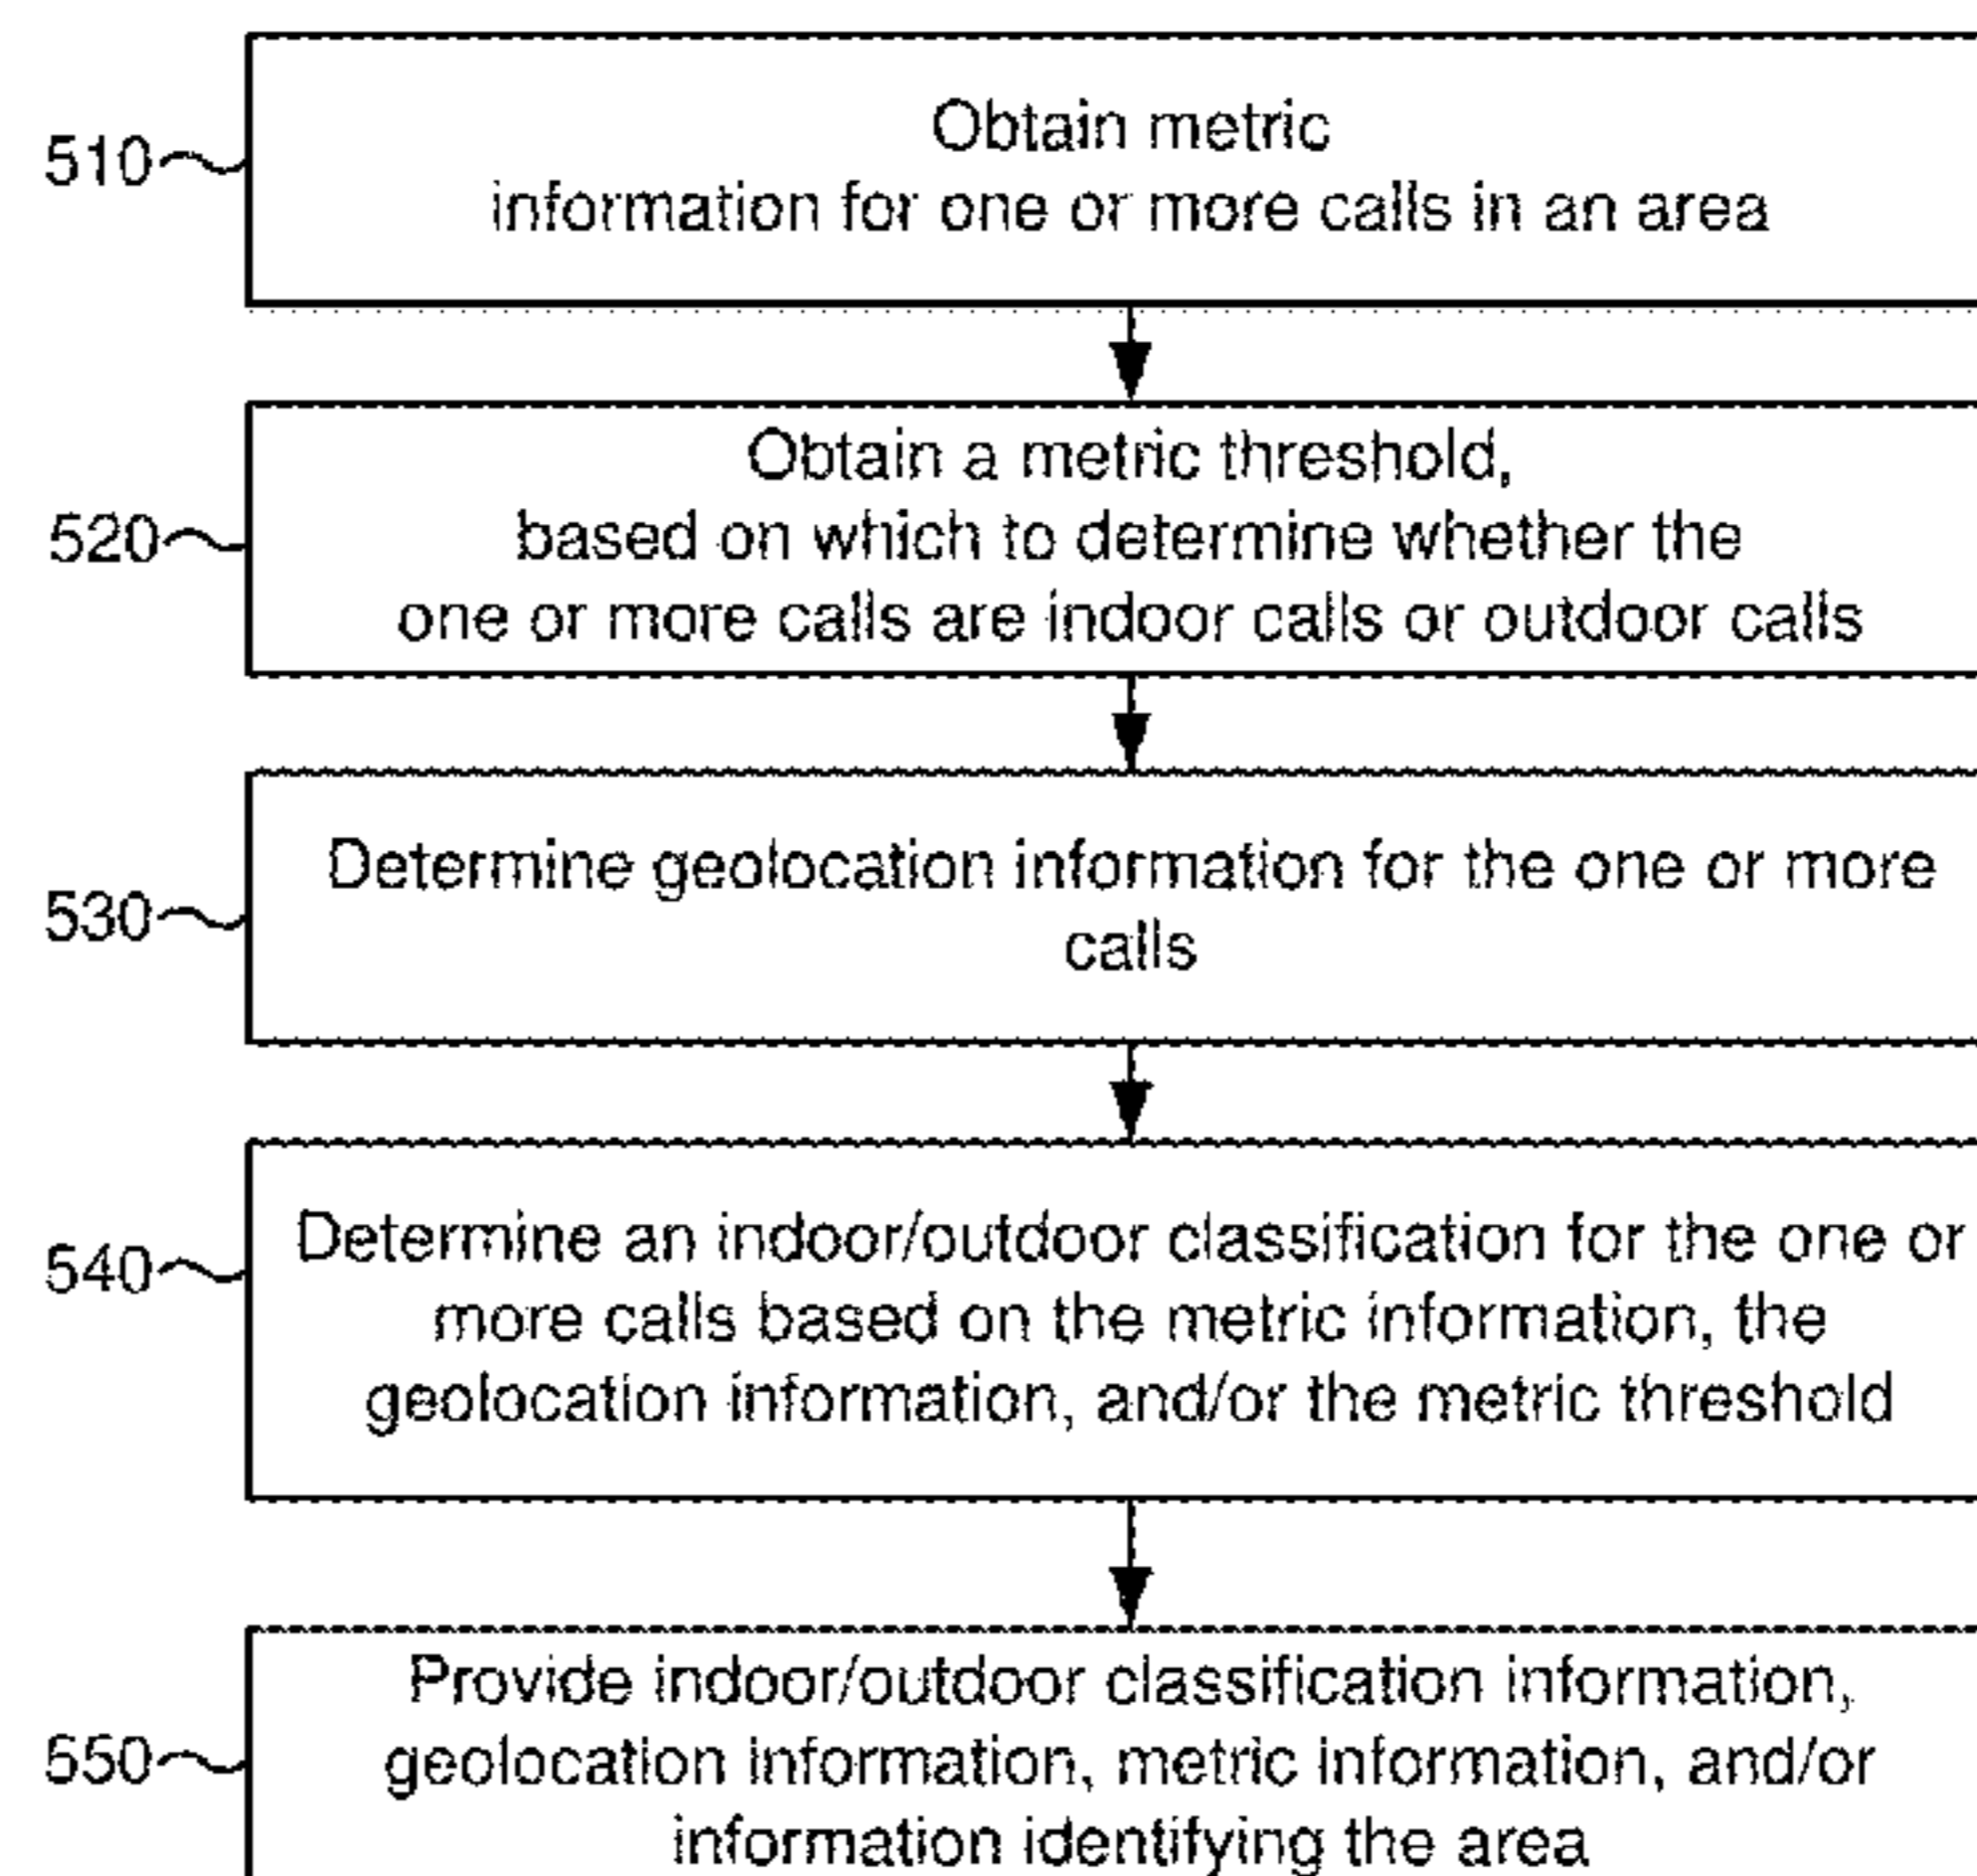 510
Obtain metric
information for one or more calls in an area
520
Obtain a metric threshold,
based on which to determine whether the
one or more calls are indoor calls or outdoor calls
530
Determine geolocation information for the one or more
calls
540
Determine an indoor/outdoor classification for the one or
more calls based on the metric information, the
geolocation information, and/or the metric threshold
550
Provide indoor/outdoor classification information,
geolocation information, metric information, and/or
information identifying the area